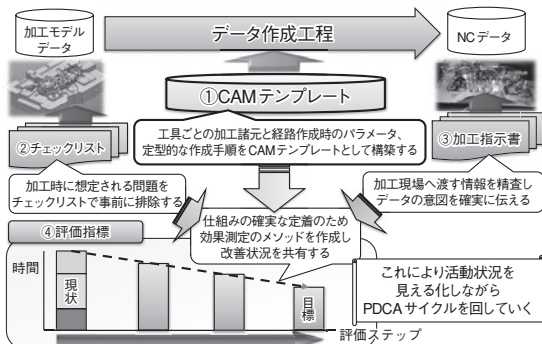 加工モデル
データ
データ作成工程
NCデータ
①CAMテンプレート
工具ごとの加工諸元と経路作成時のパラメータ、
定型的な作成手順をCAMテンプレートとして構築する
②チェックリスト
③加工指示書
加工時に想定される問題を
チェックリストで事前に排除する
加工現場へ渡す情報を精査し
データの意図を確実に伝える
仕組みの確実な定着のため
効果測定のメソッドを作成し
改善状況を共有する
④評価指標
時間
現状
目標
評価ステップ
これにより活動状況を
見える化しながら
PDCAサイクルを回していく